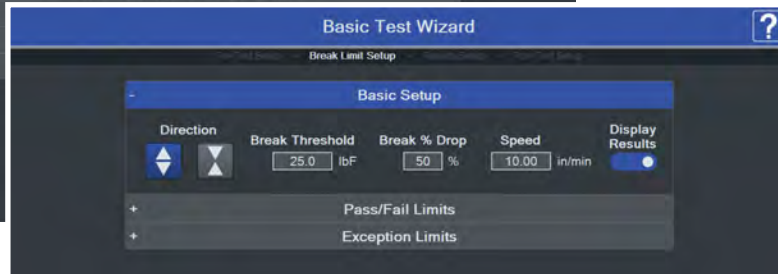 Basic Test Wizard
?
Break Limit Setup
- Basic Setup
Direction
Break Threshold
25.0 lbF
Break % Drop
50 %
Speed
10.00 in/min
Display
Results
+ Pass/Fail Limits
+ Exception Limits